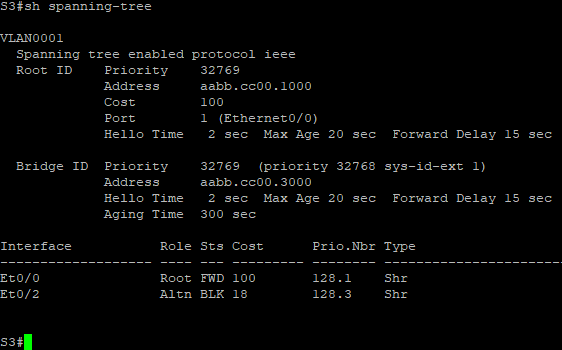 S3#sh spanning-tree
VLAN0001
  Spanning tree enabled protocol ieee
  Root ID    Priority    32769
             Address     aabb.cc00.1000
             Cost        100
             Port        1 (Ethernet0/0)
             Hello Time   2 sec  Max Age 20 sec  Forward Delay 15 sec
  Bridge ID  Priority    32769  (priority 32768 sys-id-ext 1)
             Address     aabb.cc00.3000
             Hello Time   2 sec  Max Age 20 sec  Forward Delay 15 sec
             Aging Time  300 sec
Interface           Role Sts Cost      Prio.Nbr Type
------------------- ---- --- --------- -------- --------------------------------
Et0/0               Root FWD 100       128.1    Shr
Et0/2               Altn BLK 18        128.3    Shr
S3#